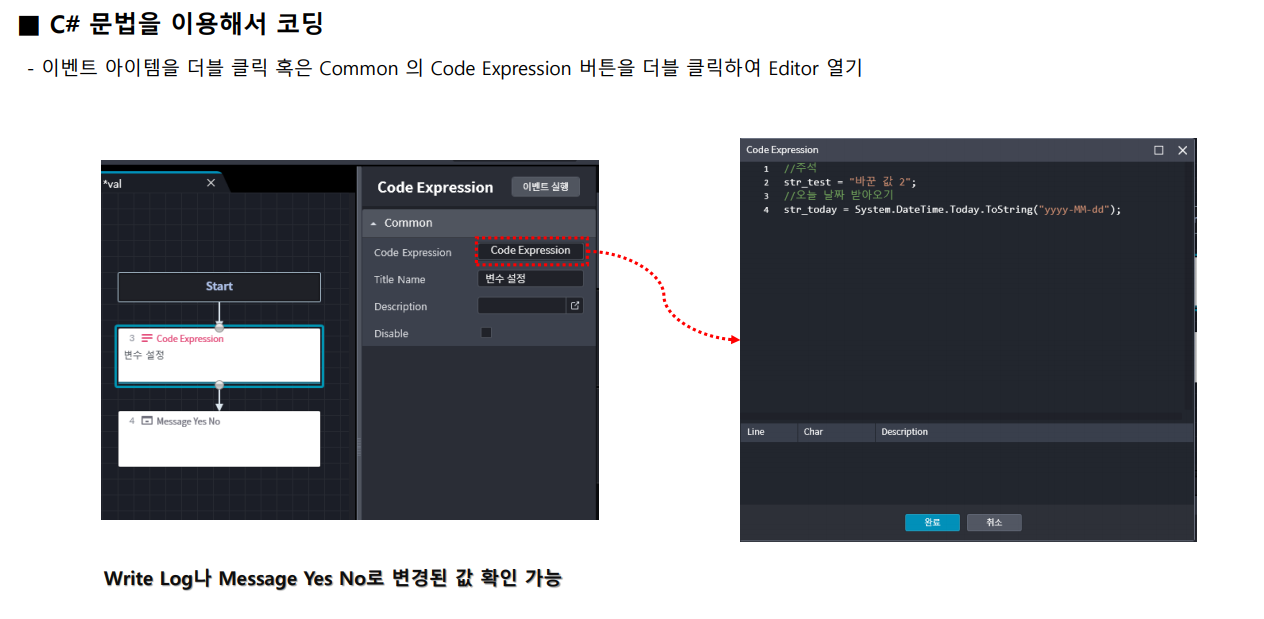 ■ C# 문법을 이용해서 코딩
- 이벤트 아이템을 더블 클릭 혹은 Common 의 Code Expression 버튼을 더블 클릭하여 Editor 열기
*val
Start
3 Code Expression
변수 설정
4 Message Yes No
Code Expression 이벤트 실행
Common
Code Expression Code Expression
Title Name 변수 설정
Description
Disable
Code Expression
1 //주석
2 str_test = "바꾼 값 2";
3 //오늘 날짜 받아오기
4 str_today = System.DateTime.Today.ToString("yyyy-MM-dd");
Line Char Description
완료 취소
Write Log나 Message Yes No로 변경된 값 확인 가능